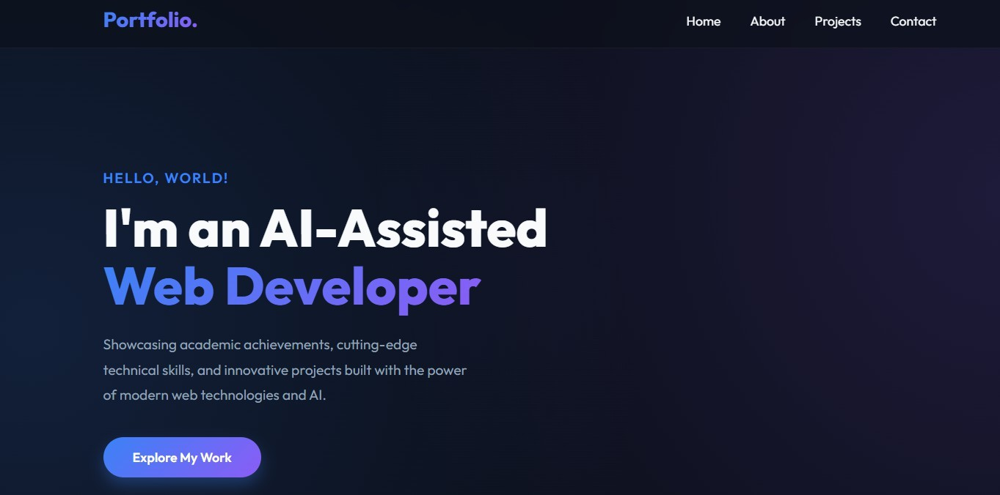 Portfolio.
Home About Projects Contact
HELLO, WORLD!
I'm an AI-Assisted
Web Developer
Showcasing academic achievements, cutting-edge
technical skills, and innovative projects built with the power
of modern web technologies and AI.
Explore My Work